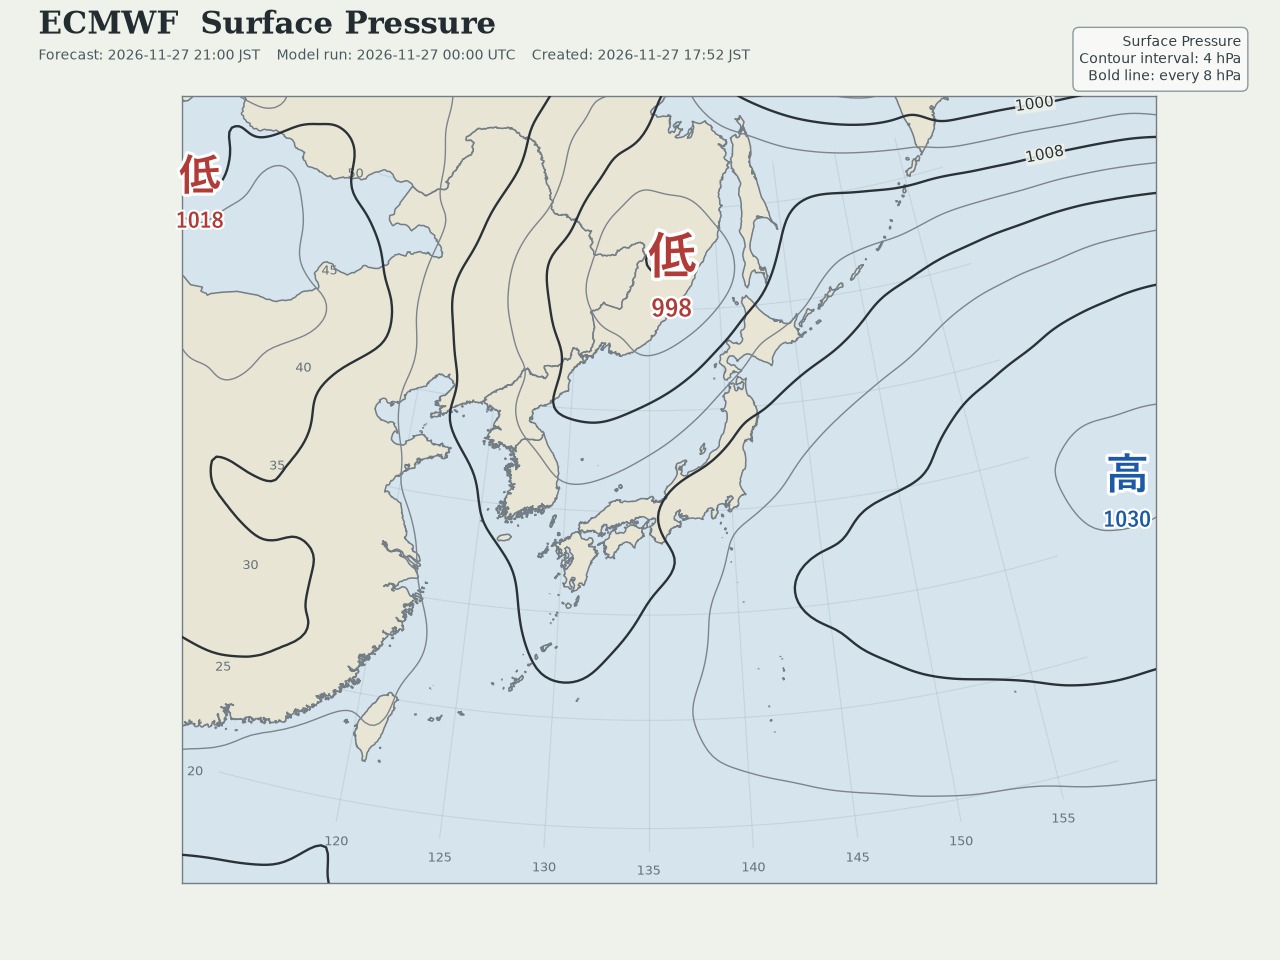 ECMWF  Surface Pressure
Forecast: 2026-11-27 21:00 JST    Model run: 2026-11-27 00:00 UTC    Created: 2026-11-27 17:52 JST
Surface Pressure
Contour interval: 4 hPa
Bold line: every 8 hPa
1000
1008
50
低
1018
45
低
998
40
35
高
1030
30
25
20
120
125
130
135
140
145
150
155